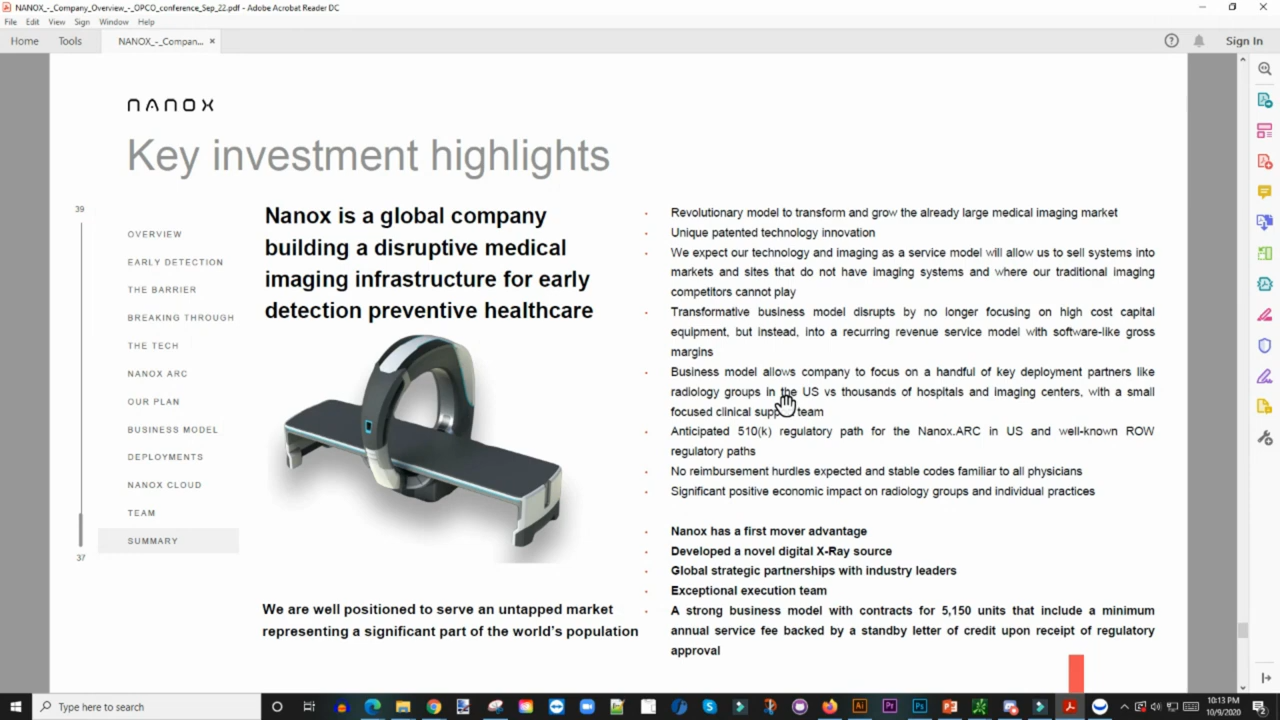 NANOX_-_Company_Overview_-_OPCO_conference_Sep_22.pdf - Adobe Acrobat Reader DC
File Edit View Sign Window Help
Home Tools NANOX_-_Compan... × Sign In
NANOX
Key investment highlights
39
OVERVIEW
EARLY DETECTION
THE BARRIER
BREAKING THROUGH
THE TECH
NANOX ARC
OUR PLAN
BUSINESS MODEL
DEPLOYMENTS
NANOX CLOUD
TEAM
SUMMARY
37
Nanox is a global company
building a disruptive medical
imaging infrastructure for early
detection preventive healthcare
We are well positioned to serve an untapped market
representing a significant part of the world's population
· Revolutionary model to transform and grow the already large medical imaging market
· Unique patented technology innovation
· We expect our technology and imaging as a service model will allow us to sell systems into
markets and sites that do not have imaging systems and where our traditional imaging
competitors cannot play
· Transformative business model disrupts by no longer focusing on high cost capital
equipment, but instead, into a recurring revenue service model with software-like gross
margins
· Business model allows company to focus on a handful of key deployment partners like
radiology groups in the US vs thousands of hospitals and imaging centers, with a small
focused clinical support team
· Anticipated 510(k) regulatory path for the Nanox.ARC in US and well-known ROW
regulatory paths
· No reimbursement hurdles expected and stable codes familiar to all physicians
· Significant positive economic impact on radiology groups and individual practices
· Nanox has a first mover advantage
· Developed a novel digital X-Ray source
· Global strategic partnerships with industry leaders
· Exceptional execution team
· A strong business model with contracts for 5,150 units that include a minimum
annual service fee backed by a standby letter of credit upon receipt of regulatory
approval
Type here to search
10:13 PM
10/9/2020